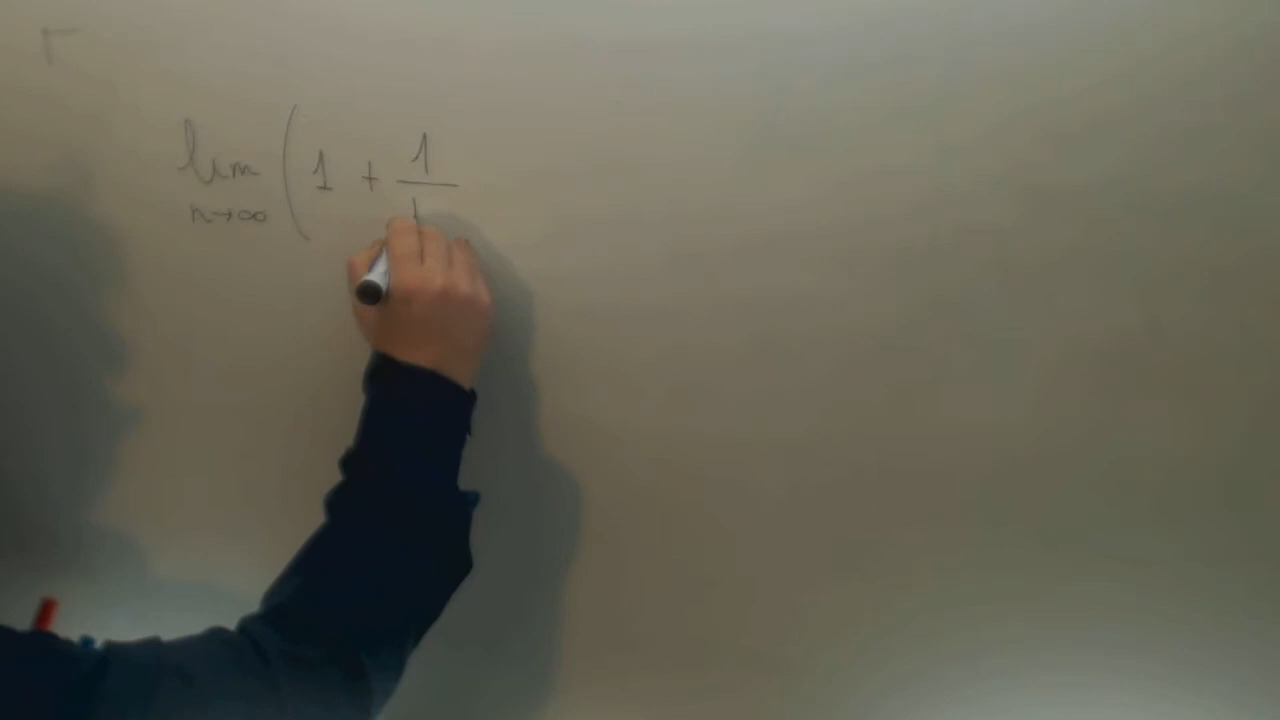 lim ( 1 + 1
n→∞